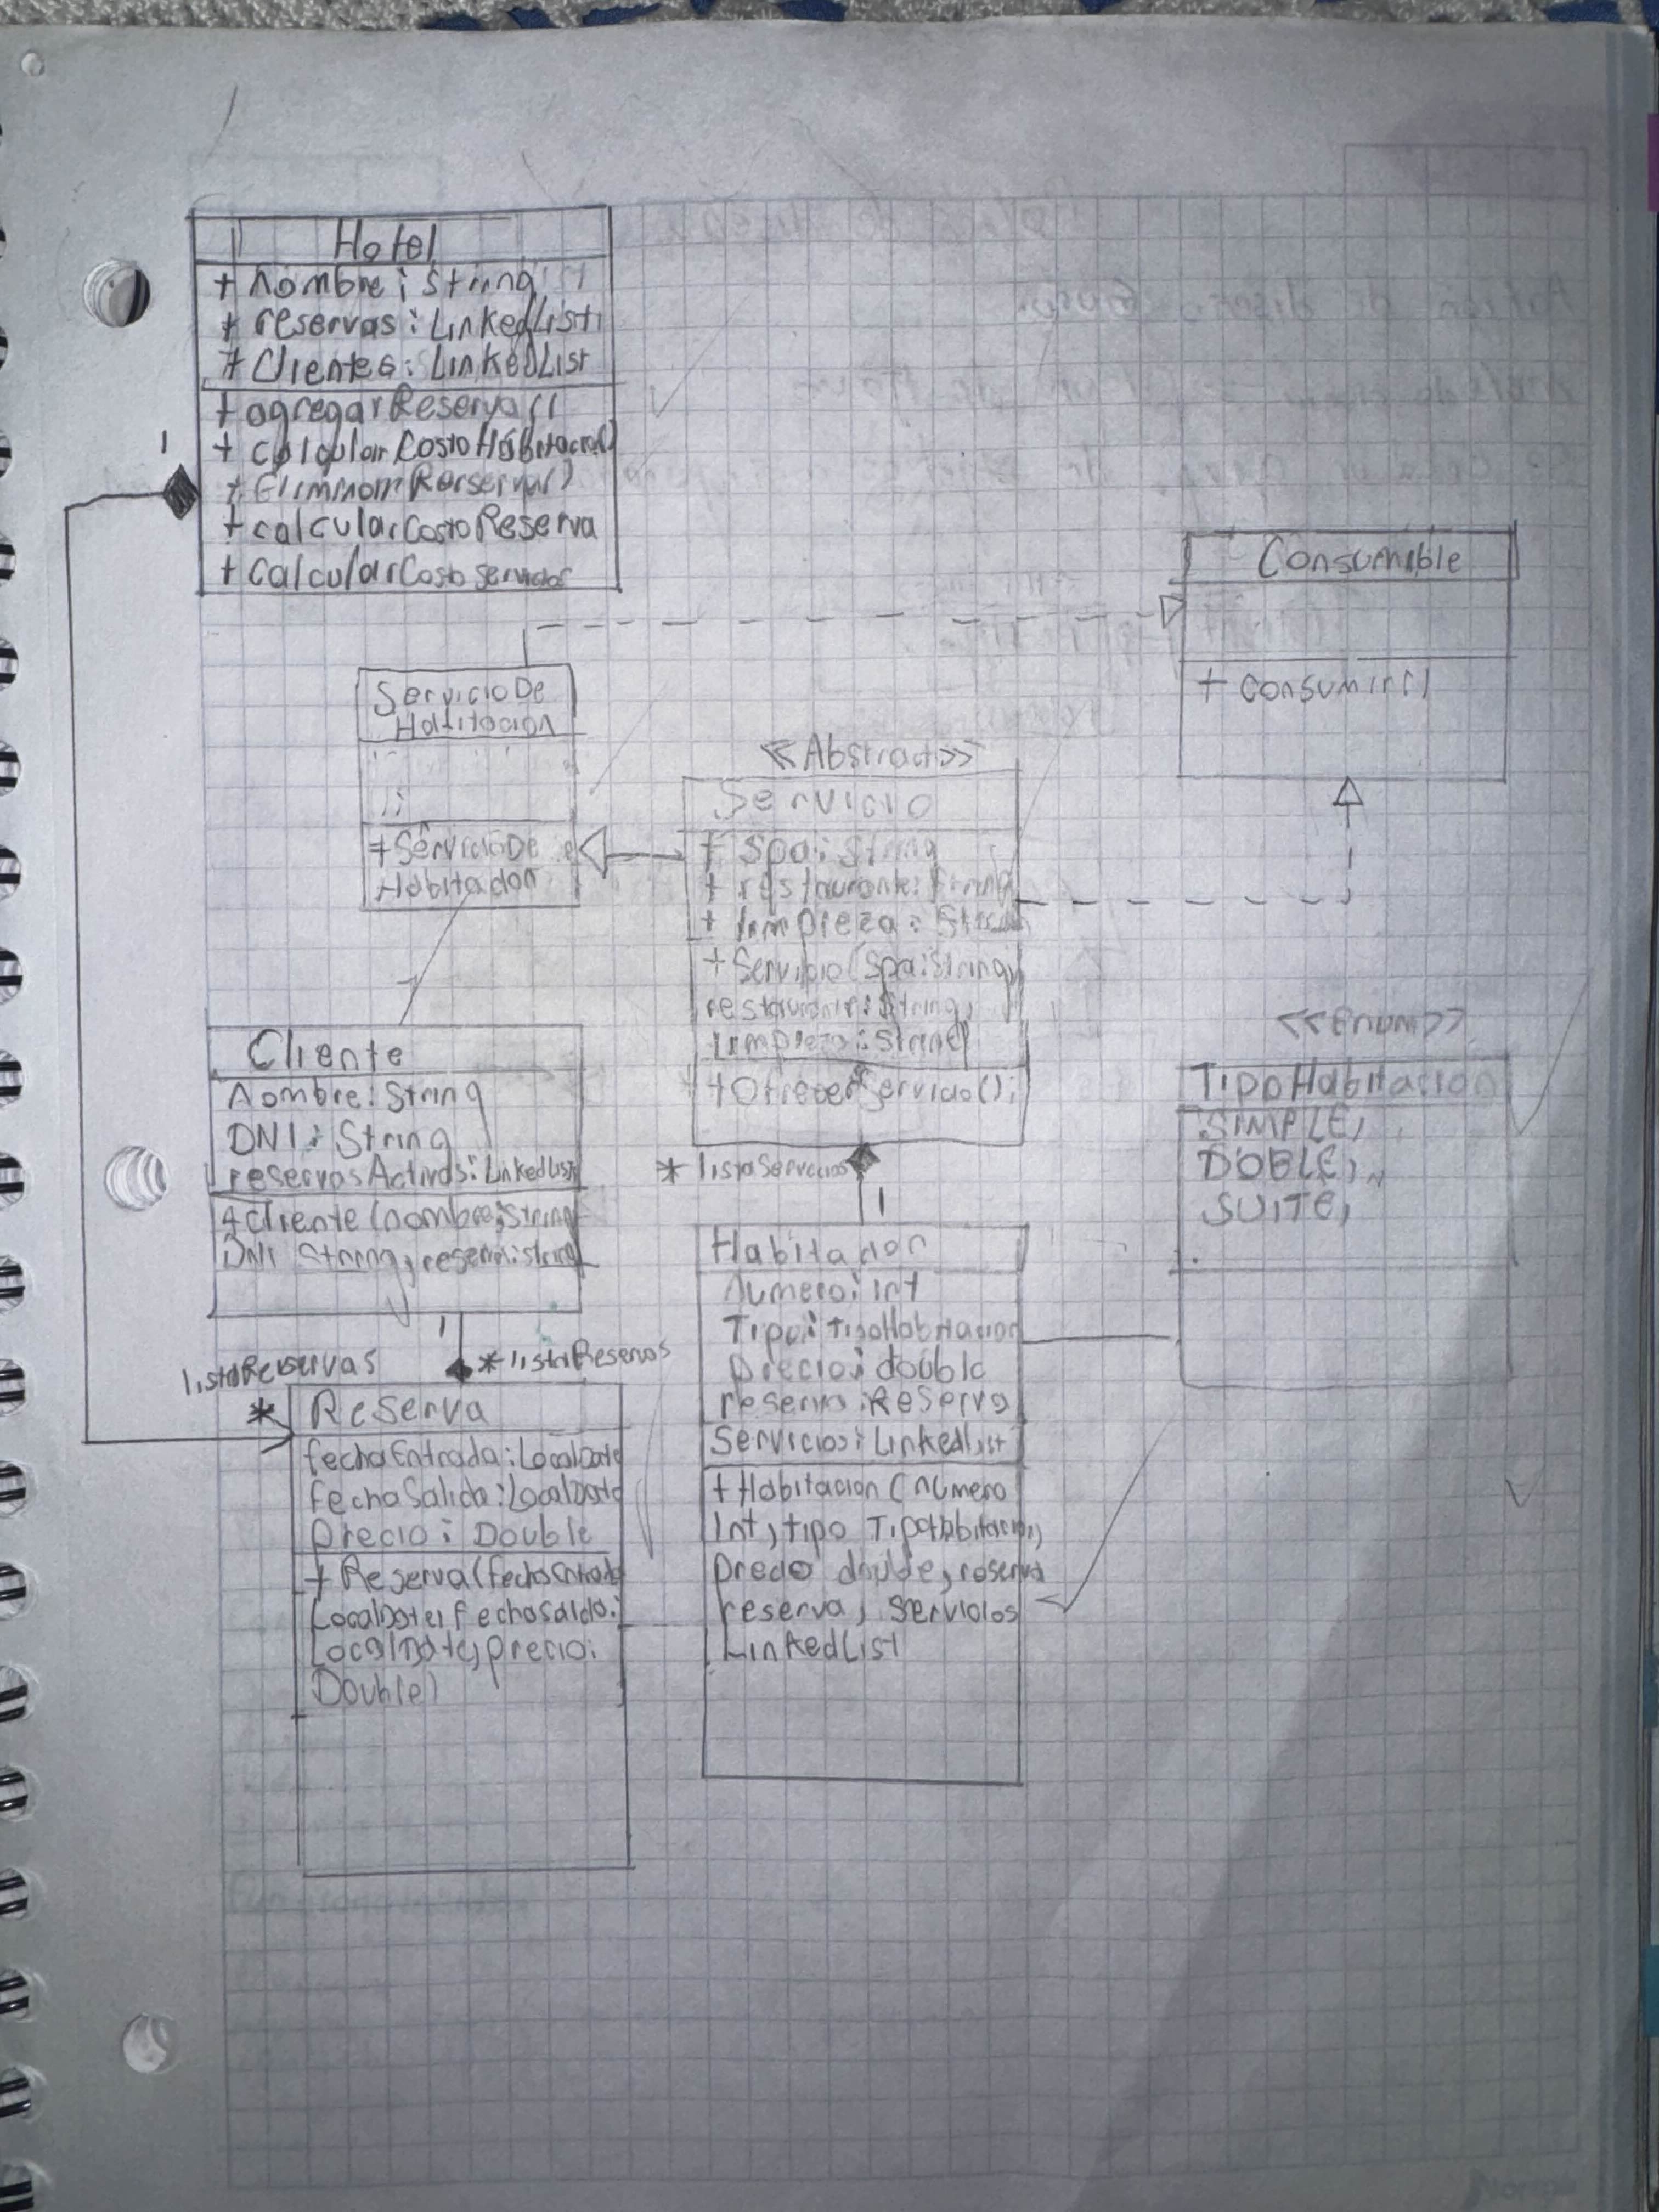 Hotel
+ nombre: String
+ reservas: LinkedList
+ Clientes: LinkedList
+ agregarReserva()
+ calcularCostoHabitacion()
+ calcularCostoReserva
+ CalcularCosto
1
Consumible
+ consumir()
ServicioDe
Habitacion
+ServicioDe
Habitacion
<<Abstract>>
Servicio
+ Spa: String
+ restaurante: String
+ limpieza: String
+ Servicio(Spa:String,
restaurante:String,
limpieza:String)
+OfrecerServicio();
* listaServicios
1
<<enum>>
TipoHabitacion
SIMPLE,
DOBLE,
SUITE,
Cliente
Nombre: String
DNI: String
reservasActivas: LinkedList
+Cliente(nombre:String
DNI String, reserva:string
1
* listaReservas
listaReservas
*
Reserva
fechaEntrada: LocalDate
fechaSalida: LocalDate
precio: Double
+ Reserva(fechaEntrada
LocalDate, fechaSalida:
LocalDate, precio:
Double)
Habitacion
Numero: int
Tipo: TipoHabitacion
precio: double
reserva: Reserva
Servicios: LinkedList
+ Habitacion (numero
Int, tipo TipoHabitacion,
precio double, reserva
reserva, servicios
LinkedList